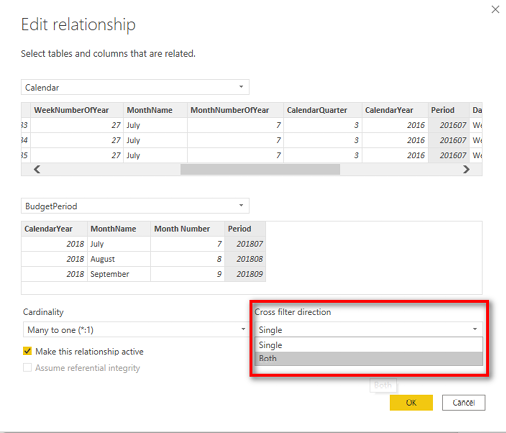 Edit relationship
Select tables and columns that are related.
Calendar
WeekNumberOfYear MonthName MonthNumberOfYear CalendarQuarter CalendarYear Period Da
33 27 July 7 3 2016 201607 We
34 27 July 7 3 2016 201607 We
35 27 July 7 3 2016 201607 We
BudgetPeriod
CalendarYear MonthName Month Number Period
2018 July 7 201807
2018 August 8 201808
2018 September 9 201809
Cardinality Cross filter direction
Many to one (*:1) Single
Single
Make this relationship active Both
Assume referential integrity
Both
OK Cancel